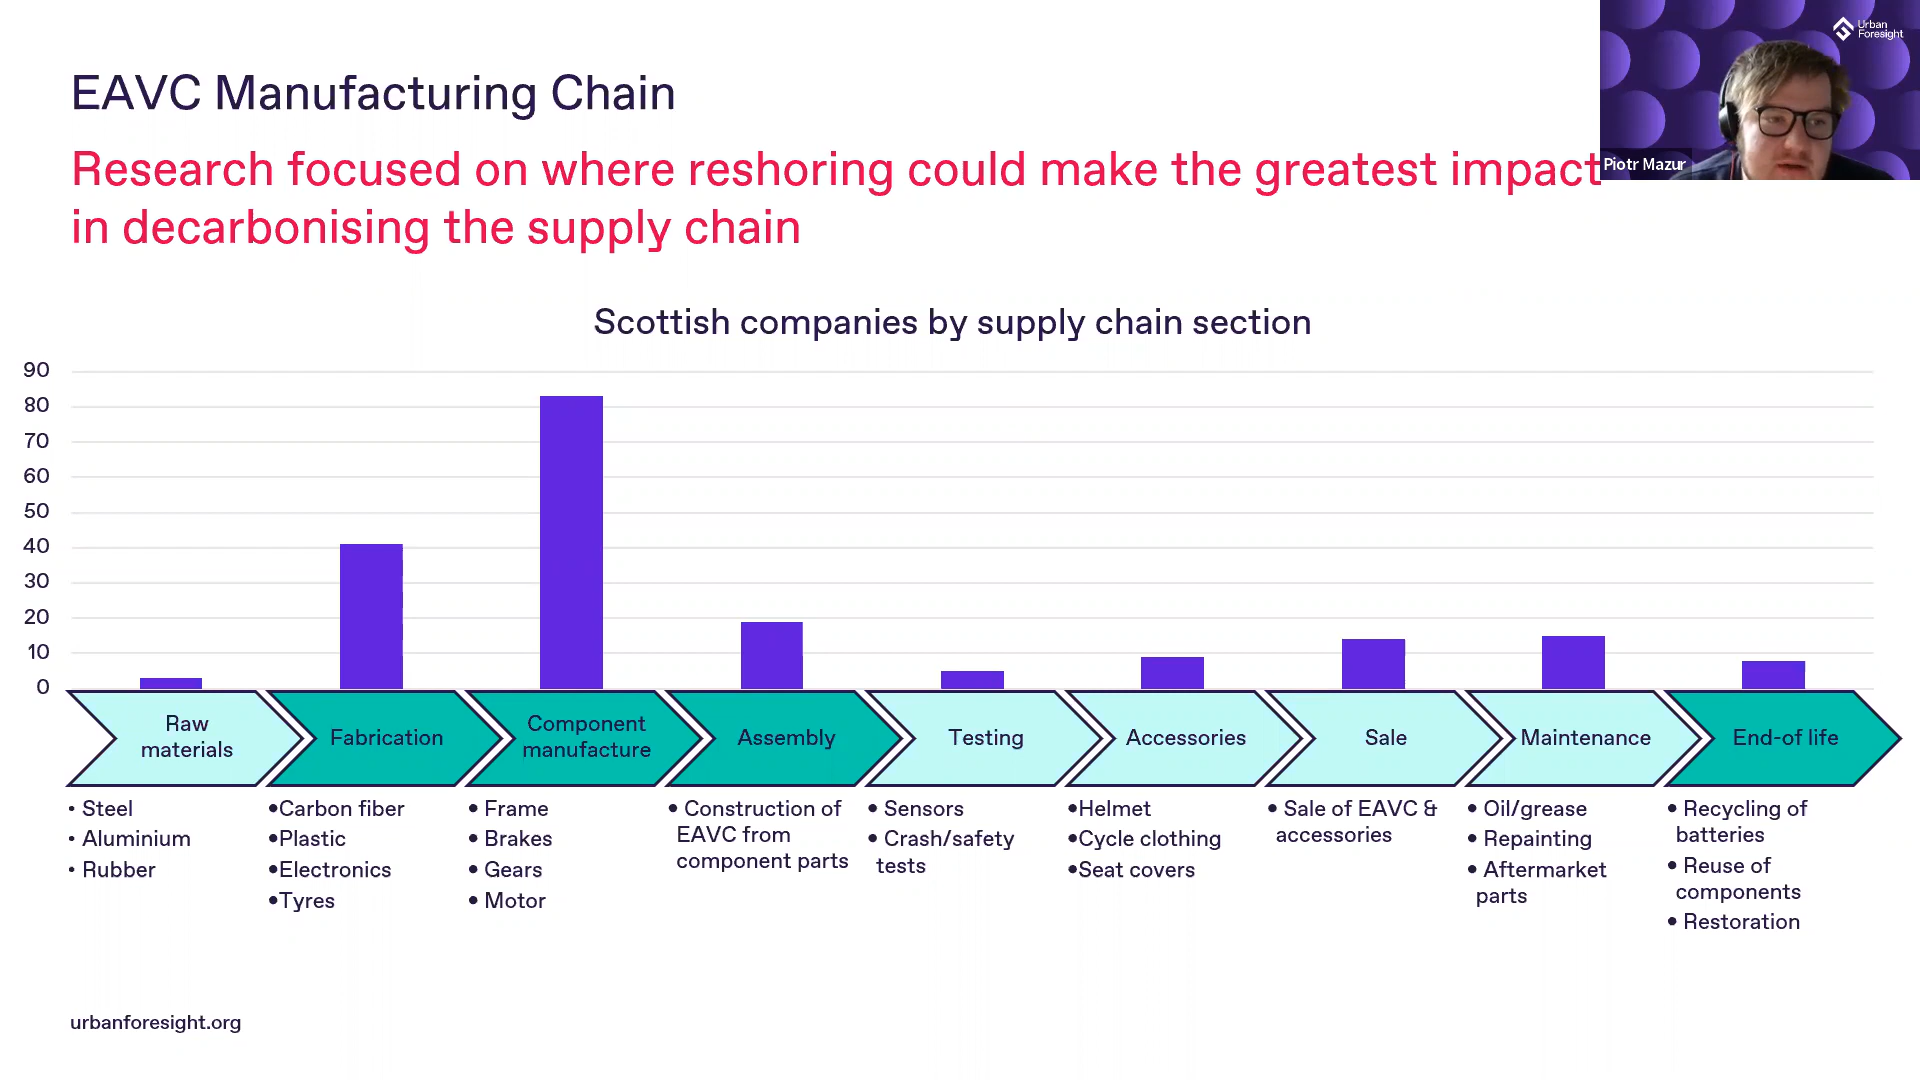 Urban
Foresight
Piotr Mazur
EAVC Manufacturing Chain
Research focused on where reshoring could make the greatest impact
in decarbonising the supply chain
Scottish companies by supply chain section
90
80
70
60
50
40
30
20
10
0
Raw
materials
Fabrication
Component
manufacture
Assembly
Testing
Accessories
Sale
Maintenance
End-of life
• Steel
• Aluminium
• Rubber
•Carbon fiber
•Plastic
•Electronics
•Tyres
• Frame
• Brakes
• Gears
• Motor
• Construction of
EAVC from
component parts
• Sensors
• Crash/safety
tests
•Helmet
•Cycle clothing
•Seat covers
• Sale of EAVC &
accessories
• Oil/grease
• Repainting
• Aftermarket
parts
• Recycling of
batteries
• Reuse of
components
• Restoration
urbanforesight.org